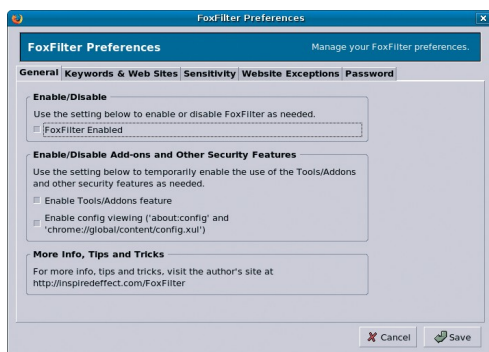 FoxFilter Preferences
FoxFilter Preferences
Manage your FoxFilter preferences.
General Keywords & Web Sites Sensitivity Website Exceptions Password
Enable/Disable
Use the setting below to enable or disable FoxFilter as needed.
FoxFilter Enabled
Enable/Disable Add-ons and Other Security Features
Use the setting below to temporarily enable the use of the Tools/Addons
and other security features as needed.
Enable Tools/Addons feature
Enable config viewing ('about:config' and
'chrome://global/content/config.xul')
More Info, Tips and Tricks
For more info, tips and tricks, visit the author's site at
http://inspiredeffect.com/FoxFilter
Cancel Save